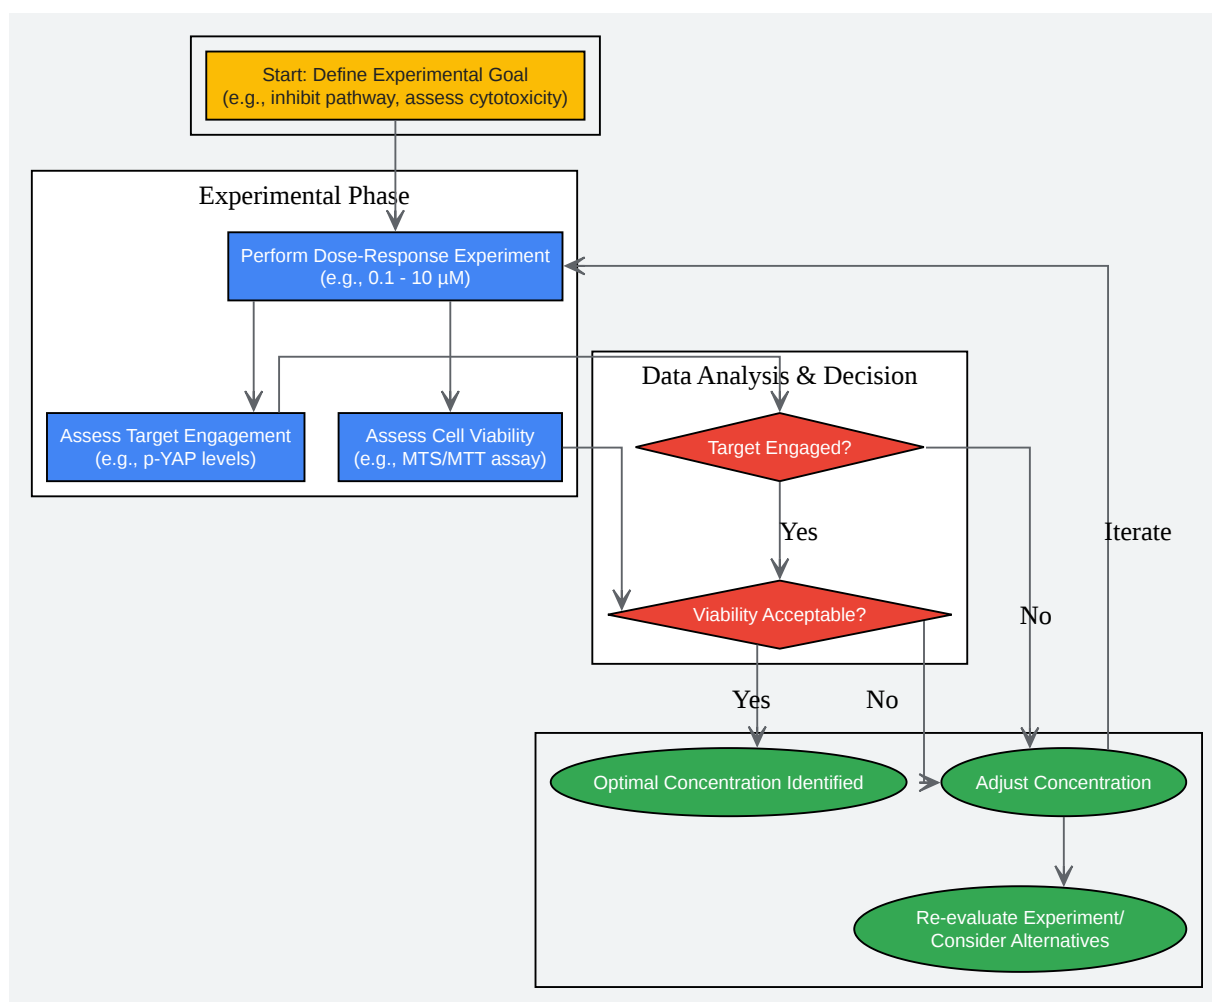 Start: Define Experimental Goal
(e.g., inhibit pathway, assess cytotoxicity)
Experimental Phase
Perform Dose-Response Experiment
(e.g., 0.1 - 10 µM)
Assess Target Engagement
(e.g., p-YAP levels)
Assess Cell Viability
(e.g., MTS/MTT assay)
Data Analysis & Decision
Target Engaged?
Yes
Iterate
Viability Acceptable?
No
Yes
No
Optimal Concentration Identified
Adjust Concentration
Re-evaluate Experiment/
Consider Alternatives